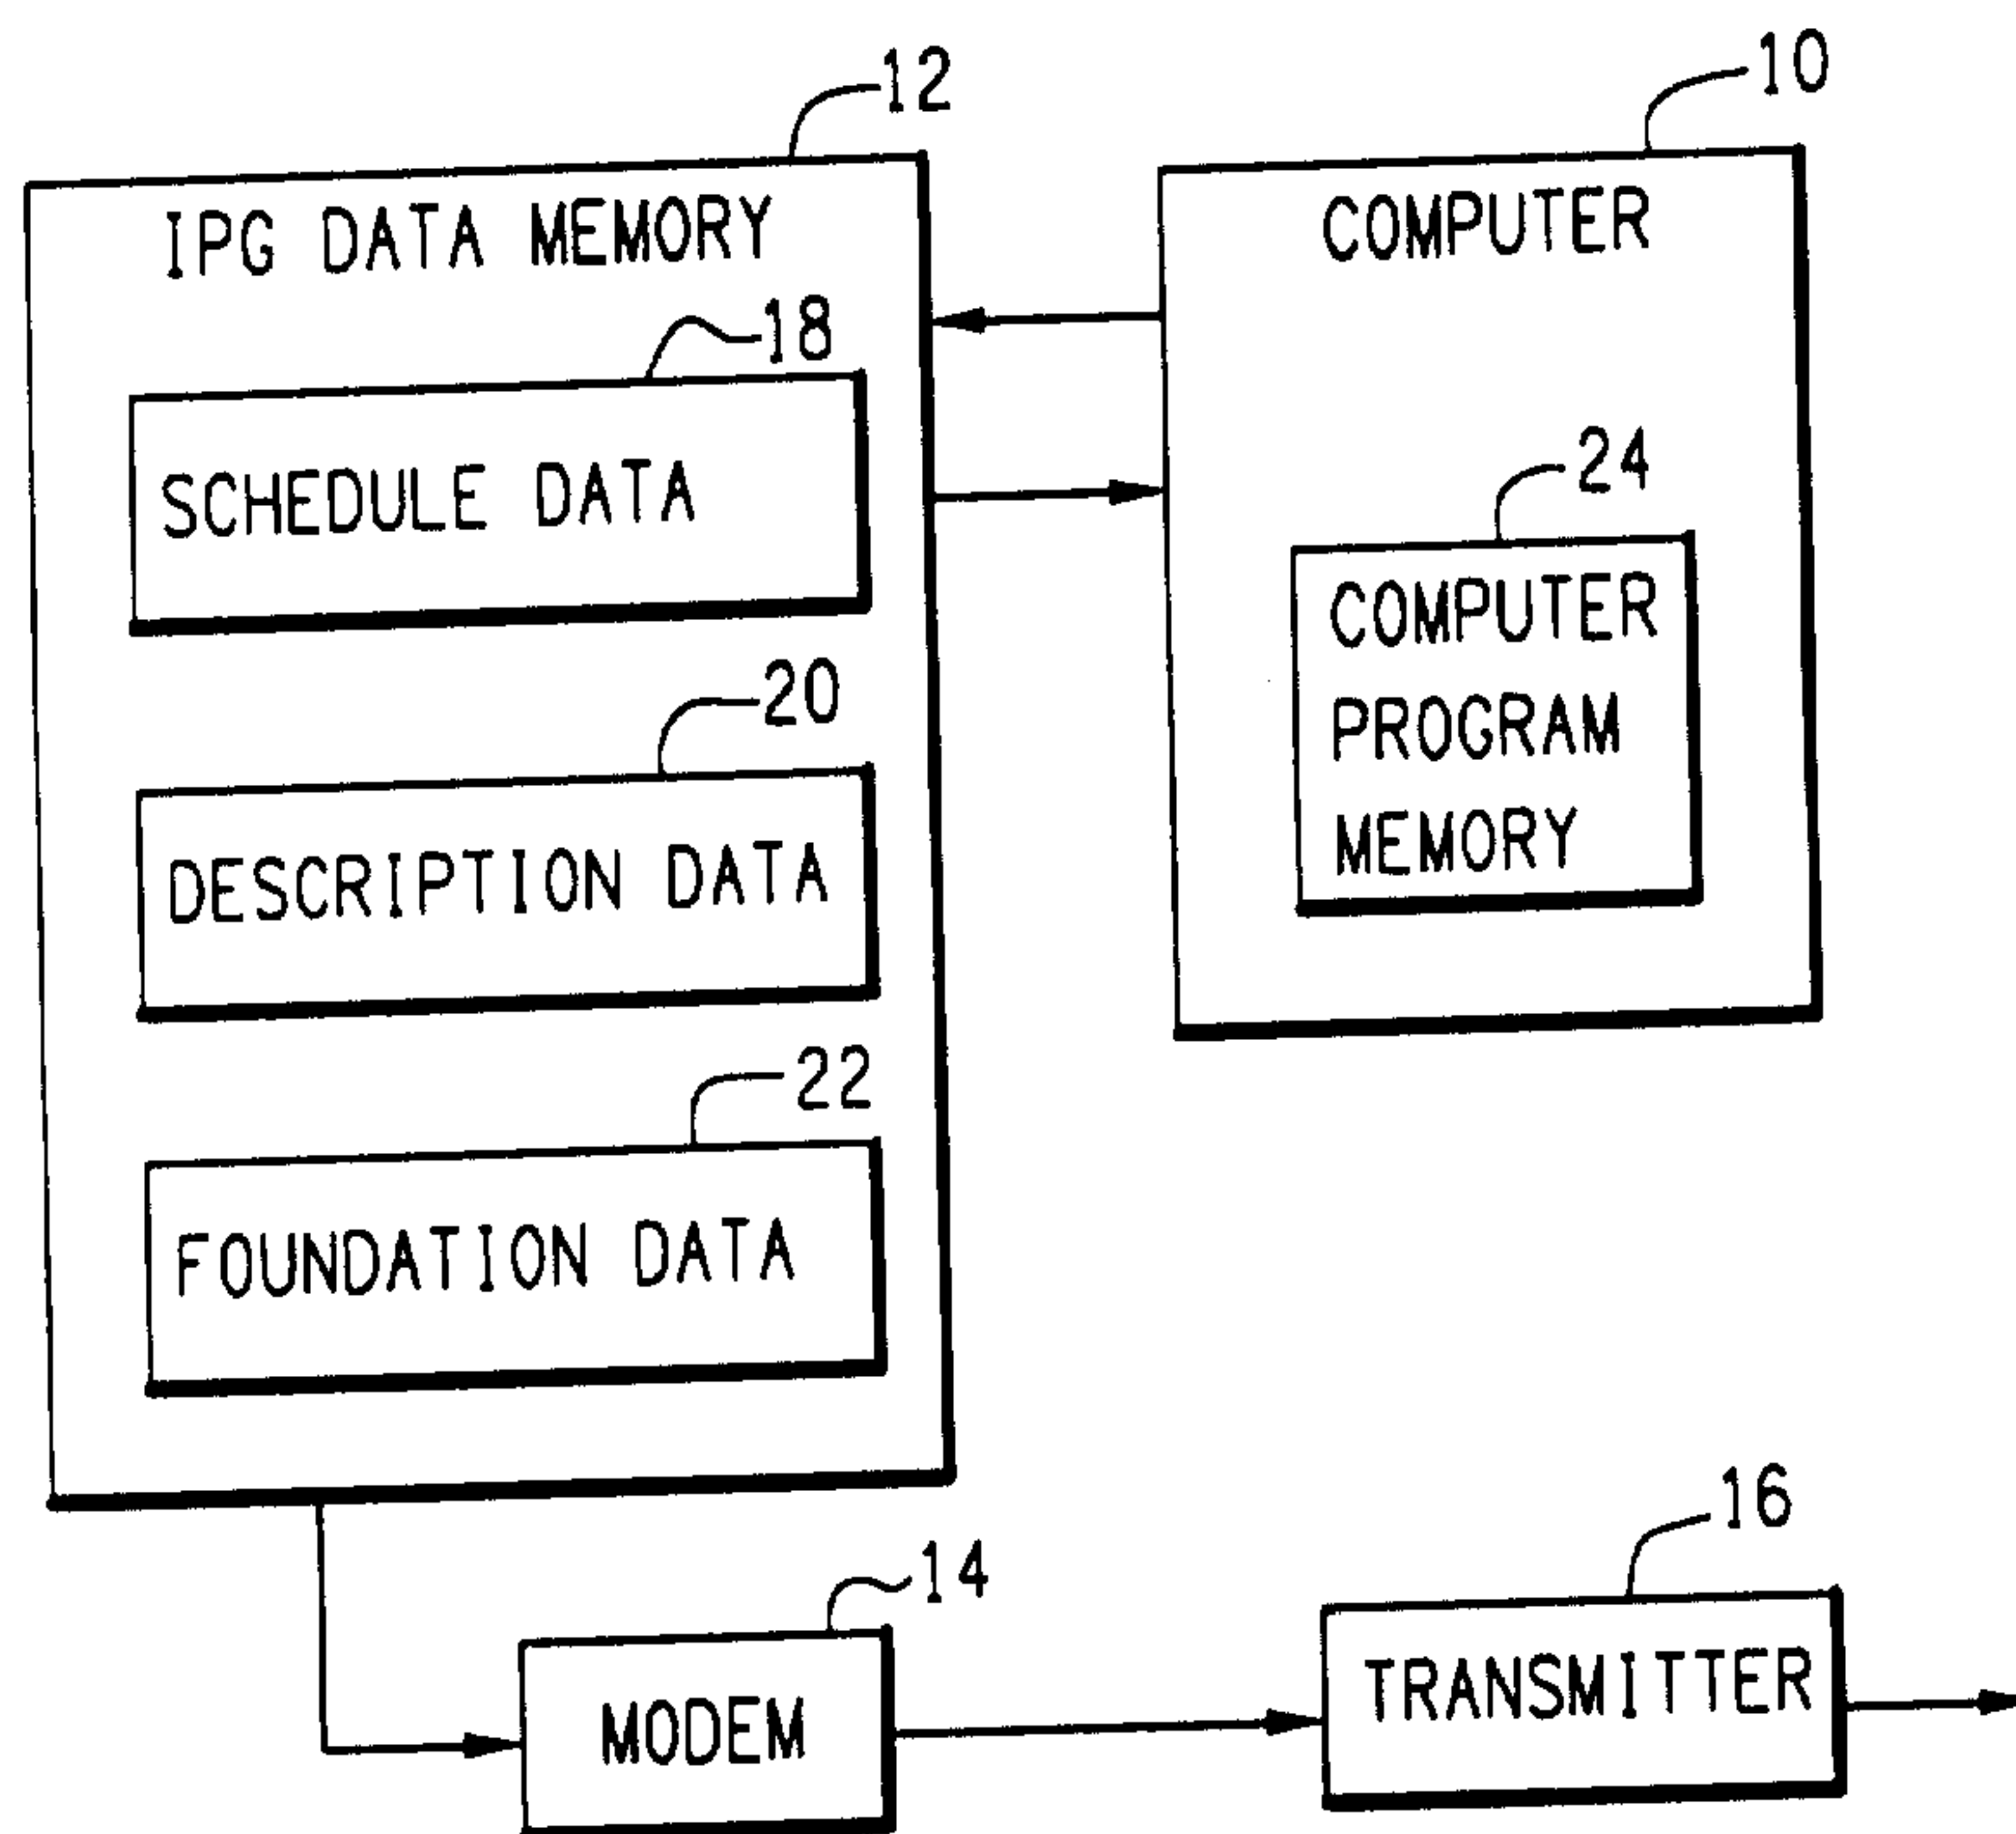 12
10
IPG DATA MEMORY
COMPUTER
18
SCHEDULE DATA
24
COMPUTER
PROGRAM
MEMORY
20
DESCRIPTION DATA
22
FOUNDATION DATA
16
TRANSMITTER
14
MODEM